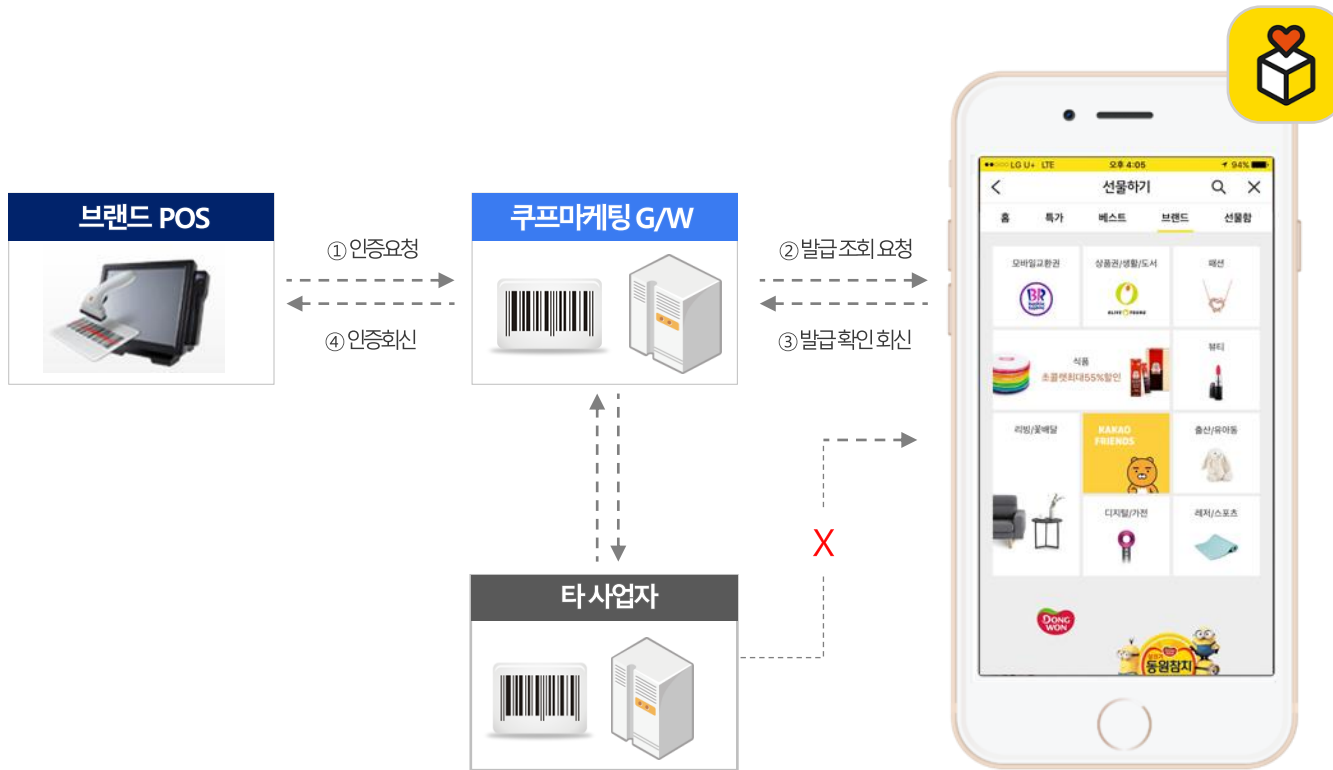 브랜드 POS
쿠프마케팅 G/W
① 인증요청
④ 인증회신
② 발급 조회 요청
③ 발급 확인 회신
타 사업자
X
LG U+ LTE
오후 4:05
94%
선물하기
홈
특가
베스트
브랜드
선물함
모바일교환권
상품권/생활/도서
패션
BR
OLIVE YOUNG
식품
초콜렛최대55%할인
뷰티
리빙/꽃배달
KAKAO
FRIENDS
출산/유아동
디지털/가전
레저/스포츠
DONG
WON
동원참치